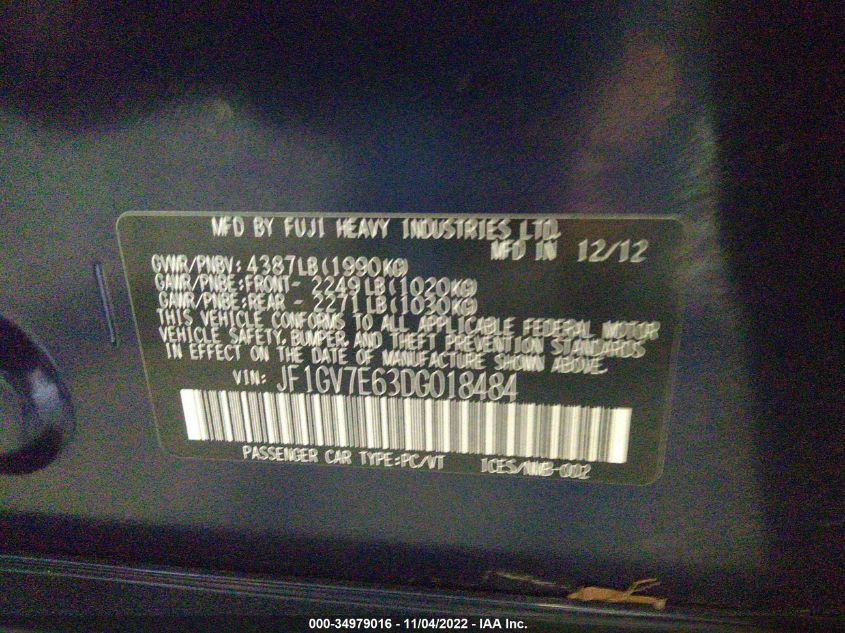 MFD BY FUJI HEAVY INDUSTRIES LTD.
MFD IN 12/12
GVWR/PNBV: 4387LB(1990KG)
GAWR/PNBE:FRONT- 2249LB(1020KG)
GAWR/PNBE:REAR - 2271LB(1030KG)
THIS VEHICLE CONFORMS TO ALL APPLICABLE FEDERAL MOTOR
VEHICLE SAFETY, BUMPER, AND THEFT PREVENTION STANDARDS
IN EFFECT ON THE DATE OF MANUFACTURE SHOWN ABOVE.
VIN: JF1GV7E63DG018484
PASSENGER CAR TYPE:PC/VT ICES/NMB-002
000-34979016 - 11/04/2022 - IAA Inc.